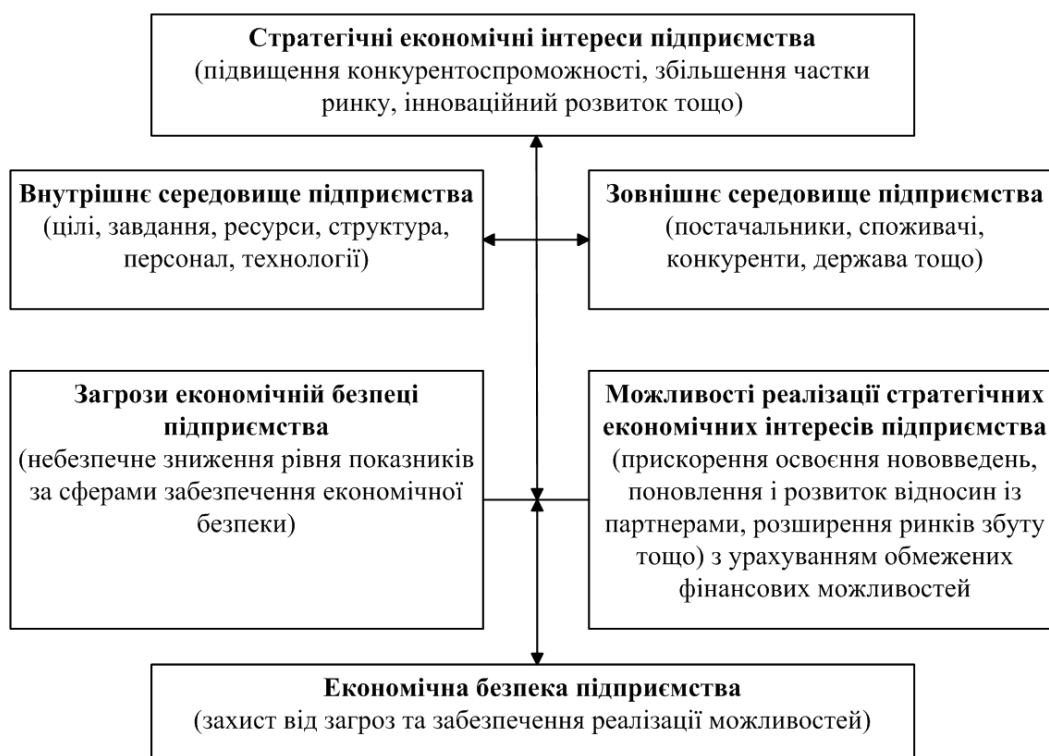 Стратегічні економічні інтереси підприємства
(підвищення конкурентоспроможності, збільшення частки
ринку, інноваційний розвиток тощо)
Внутрішнє середовище підприємства
(цілі, завдання, ресурси, структура,
персонал, технології)
Зовнішнє середовище підприємства
(постачальники, споживачі,
конкуренти, держава тощо)
Загрози економічній безпеці
підприємства
(небезпечне зниження рівня показників
за сферами забезпечення економічної
безпеки)
Можливості реалізації стратегічних
економічних інтересів підприємства
(прискорення освоєння нововведень,
поновлення і розвиток відносин із
партнерами, розширення ринків збуту
тощо) з урахуванням обмежених
фінансових можливостей
Економічна безпека підприємства
(захист від загроз та забезпечення реалізації можливостей)